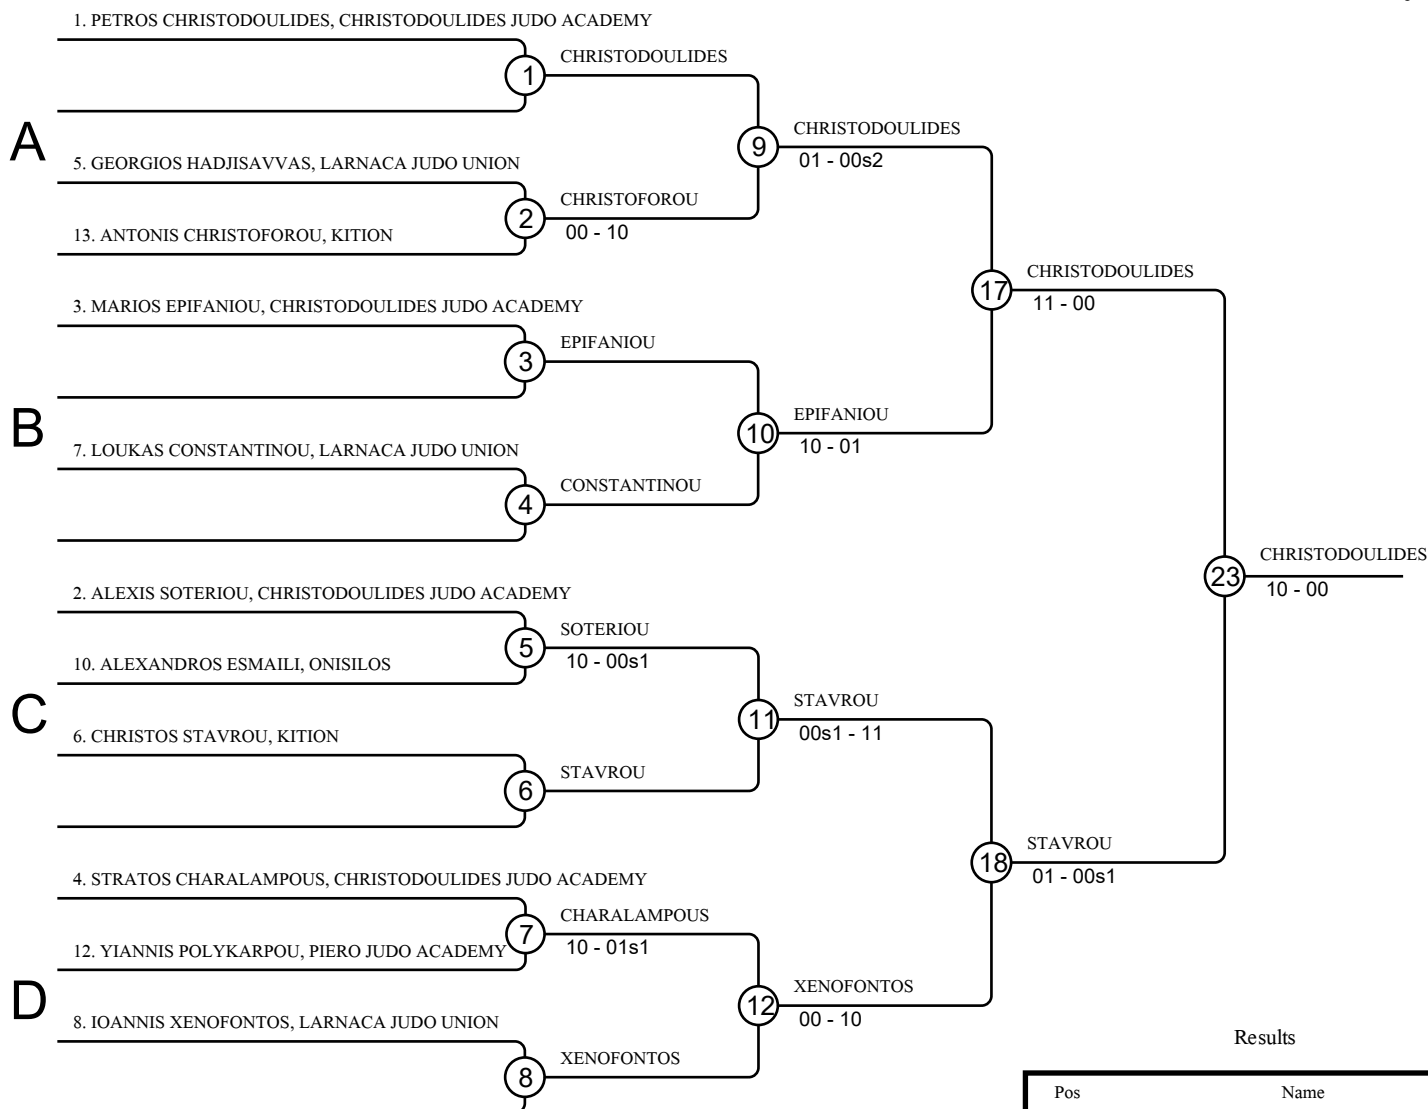 1. PETROS CHRISTODOULIDES, CHRISTODOULIDES JUDO ACADEMY
1
CHRISTODOULIDES
A
9
CHRISTODOULIDES
01 - 00s2
5. GEORGIOS HADJISAVVAS, LARNACA JUDO UNION
2
CHRISTOFOROU
00 - 10
13. ANTONIS CHRISTOFOROU, KITION
17
CHRISTODOULIDES
11 - 00
3. MARIOS EPIFANIOU, CHRISTODOULIDES JUDO ACADEMY
3
EPIFANIOU
B
10
EPIFANIOU
10 - 01
7. LOUKAS CONSTANTINOU, LARNACA JUDO UNION
4
CONSTANTINOU
23
CHRISTODOULIDES
10 - 00
2. ALEXIS SOTERIOU, CHRISTODOULIDES JUDO ACADEMY
5
SOTERIOU
10 - 00s1
10. ALEXANDROS ESMAILI, ONISILOS
C
11
STAVROU
00s1 - 11
6. CHRISTOS STAVROU, KITION
6
STAVROU
18
STAVROU
01 - 00s1
4. STRATOS CHARALAMPOUS, CHRISTODOULIDES JUDO ACADEMY
7
CHARALAMPOUS
10 - 01s1
12. YIANNIS POLYKARPOU, PIERO JUDO ACADEMY
D
12
XENOFONTOS
00 - 10
8. IOANNIS XENOFONTOS, LARNACA JUDO UNION
8
XENOFONTOS
Results
Pos Name